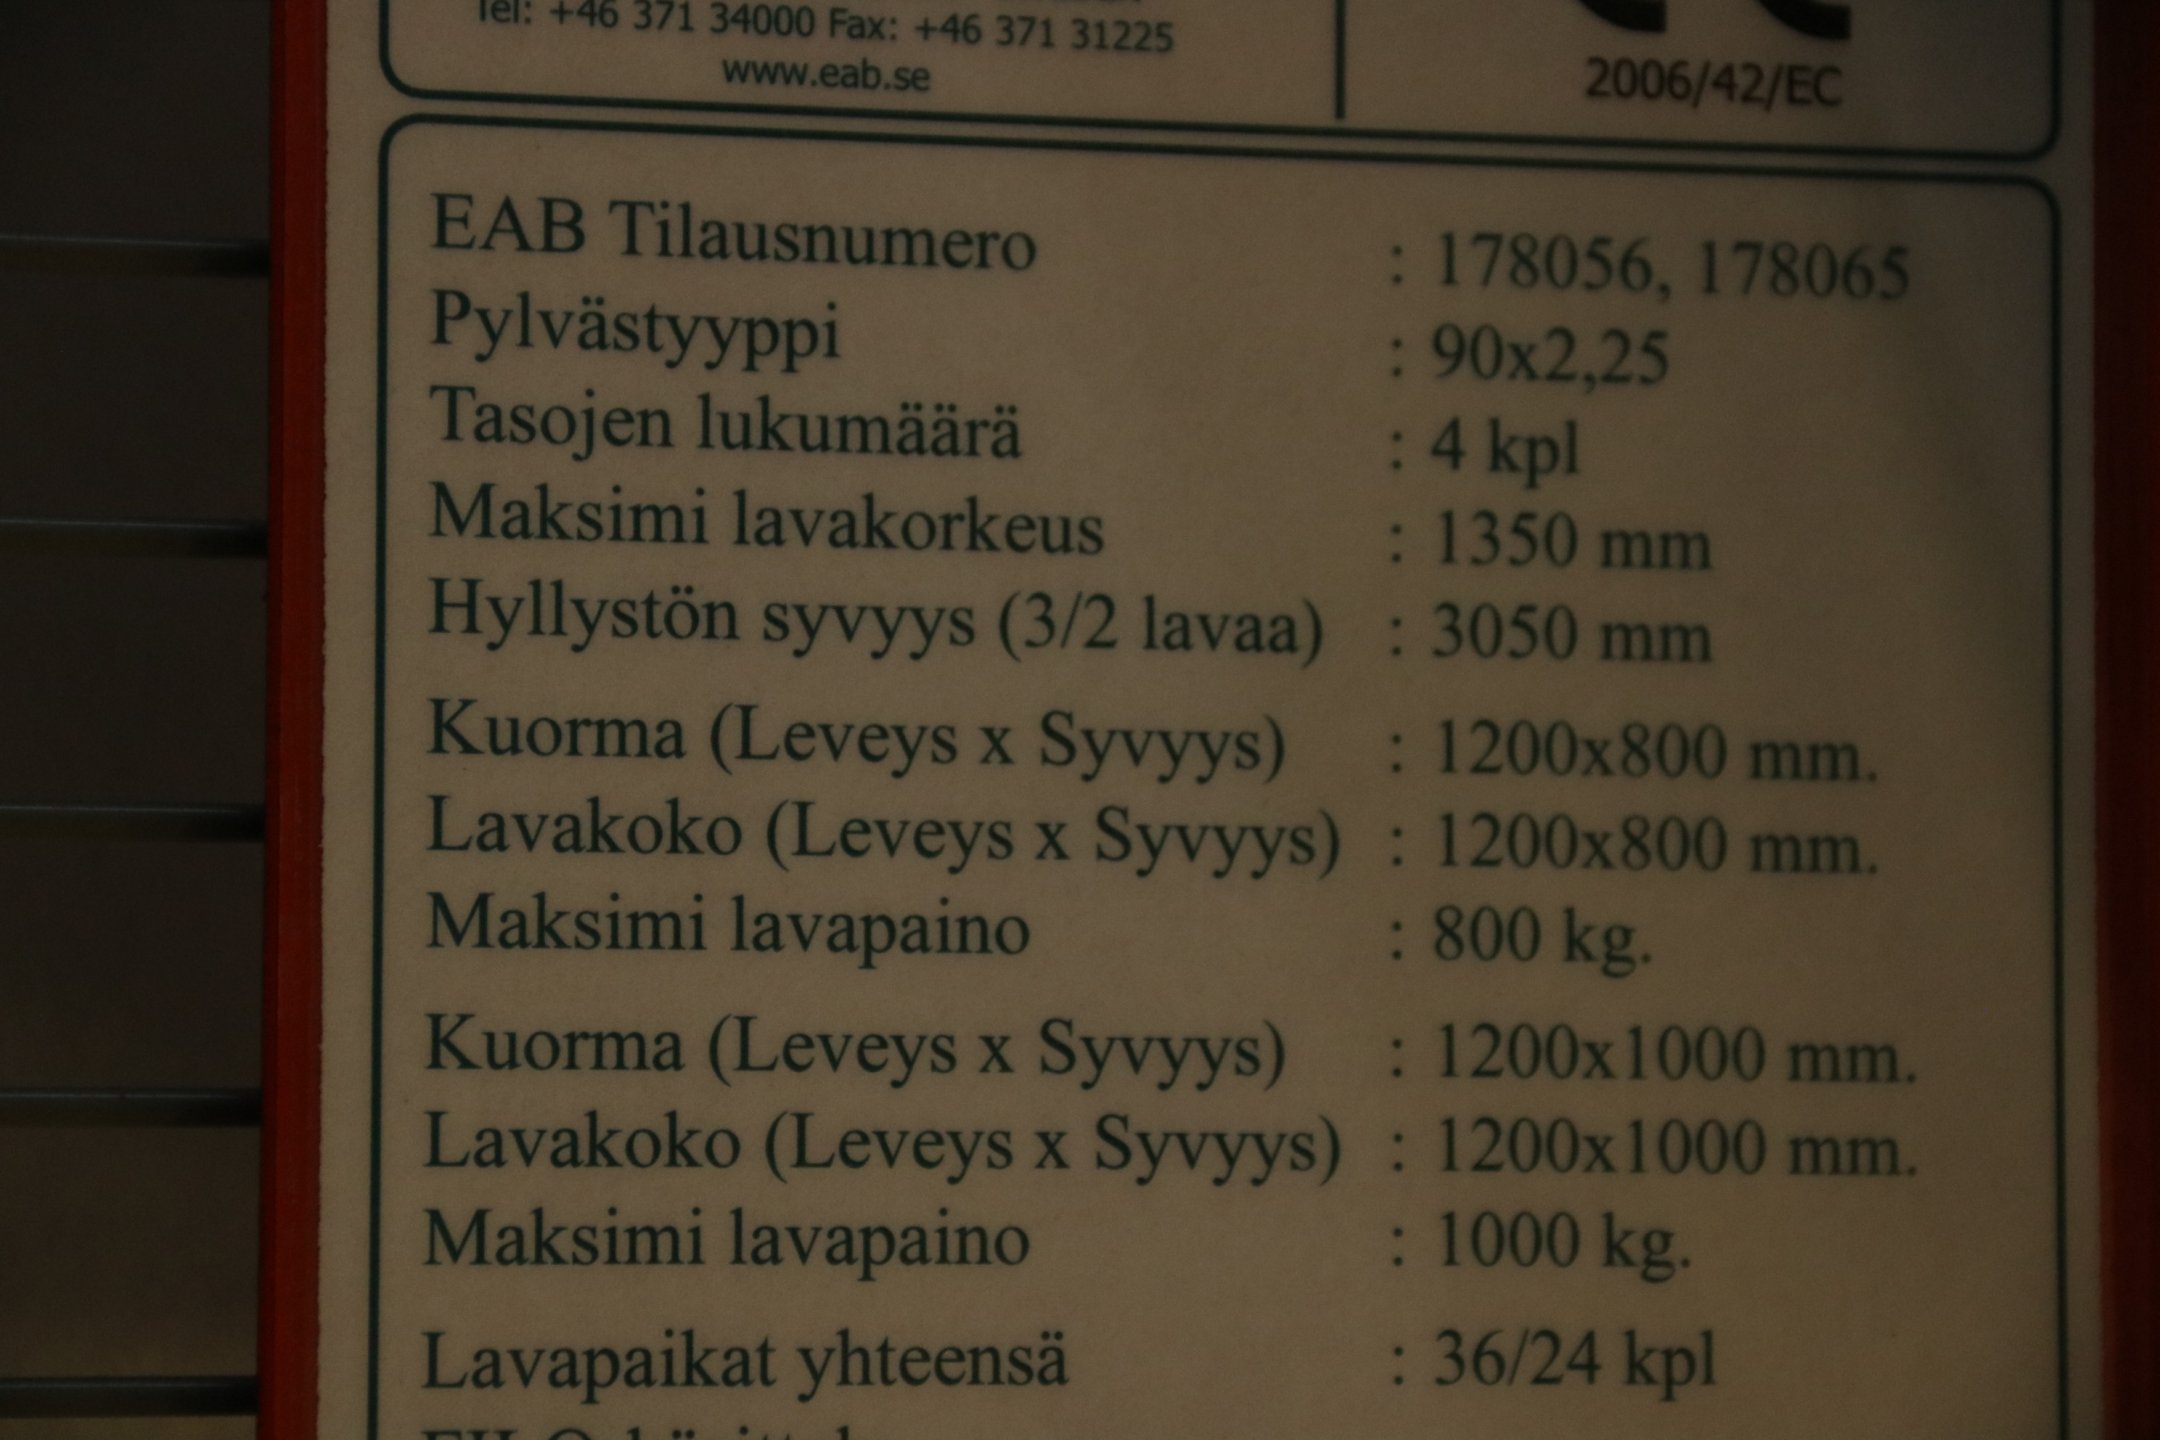 Tel: +46 371 34000 Fax: +46 371 31225
www.eab.se
2006/42/EC
EAB Tilausnumero : 178056, 178065
Pylvästyyppi : 90x2,25
Tasojen lukumäärä : 4 kpl
Maksimi lavakorkeus : 1350 mm
Hyllystön syvyys (3/2 lavaa) : 3050 mm
Kuorma (Leveys x Syvyys) : 1200x800 mm.
Lavakoko (Leveys x Syvyys) : 1200x800 mm.
Maksimi lavapaino : 800 kg.
Kuorma (Leveys x Syvyys) : 1200x1000 mm.
Lavakoko (Leveys x Syvyys) : 1200x1000 mm.
Maksimi lavapaino : 1000 kg.
Lavapaikat yhteensä : 36/24 kpl